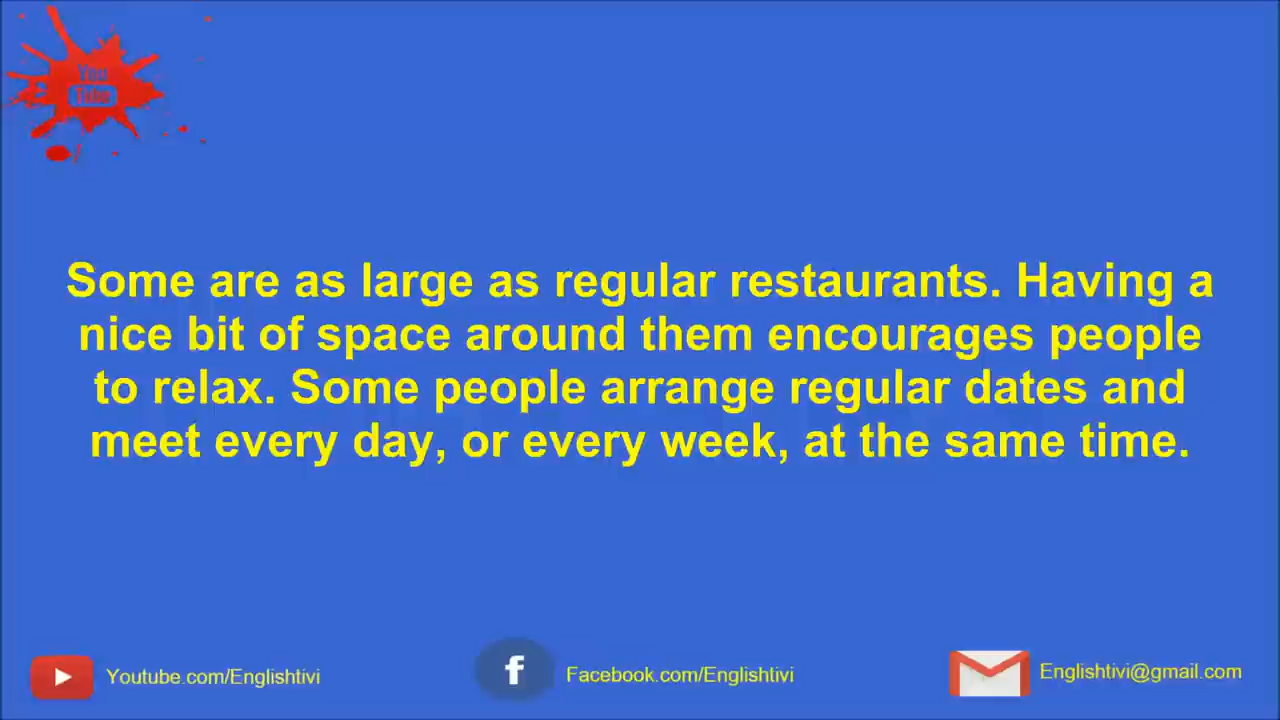 You
Tube
Some are as large as regular restaurants. Having a
nice bit of space around them encourages people
to relax. Some people arrange regular dates and
meet every day, or every week, at the same time.
Youtube.com/Englishtivi
f
Facebook.com/Englishtivi
Englishtivi@gmail.com